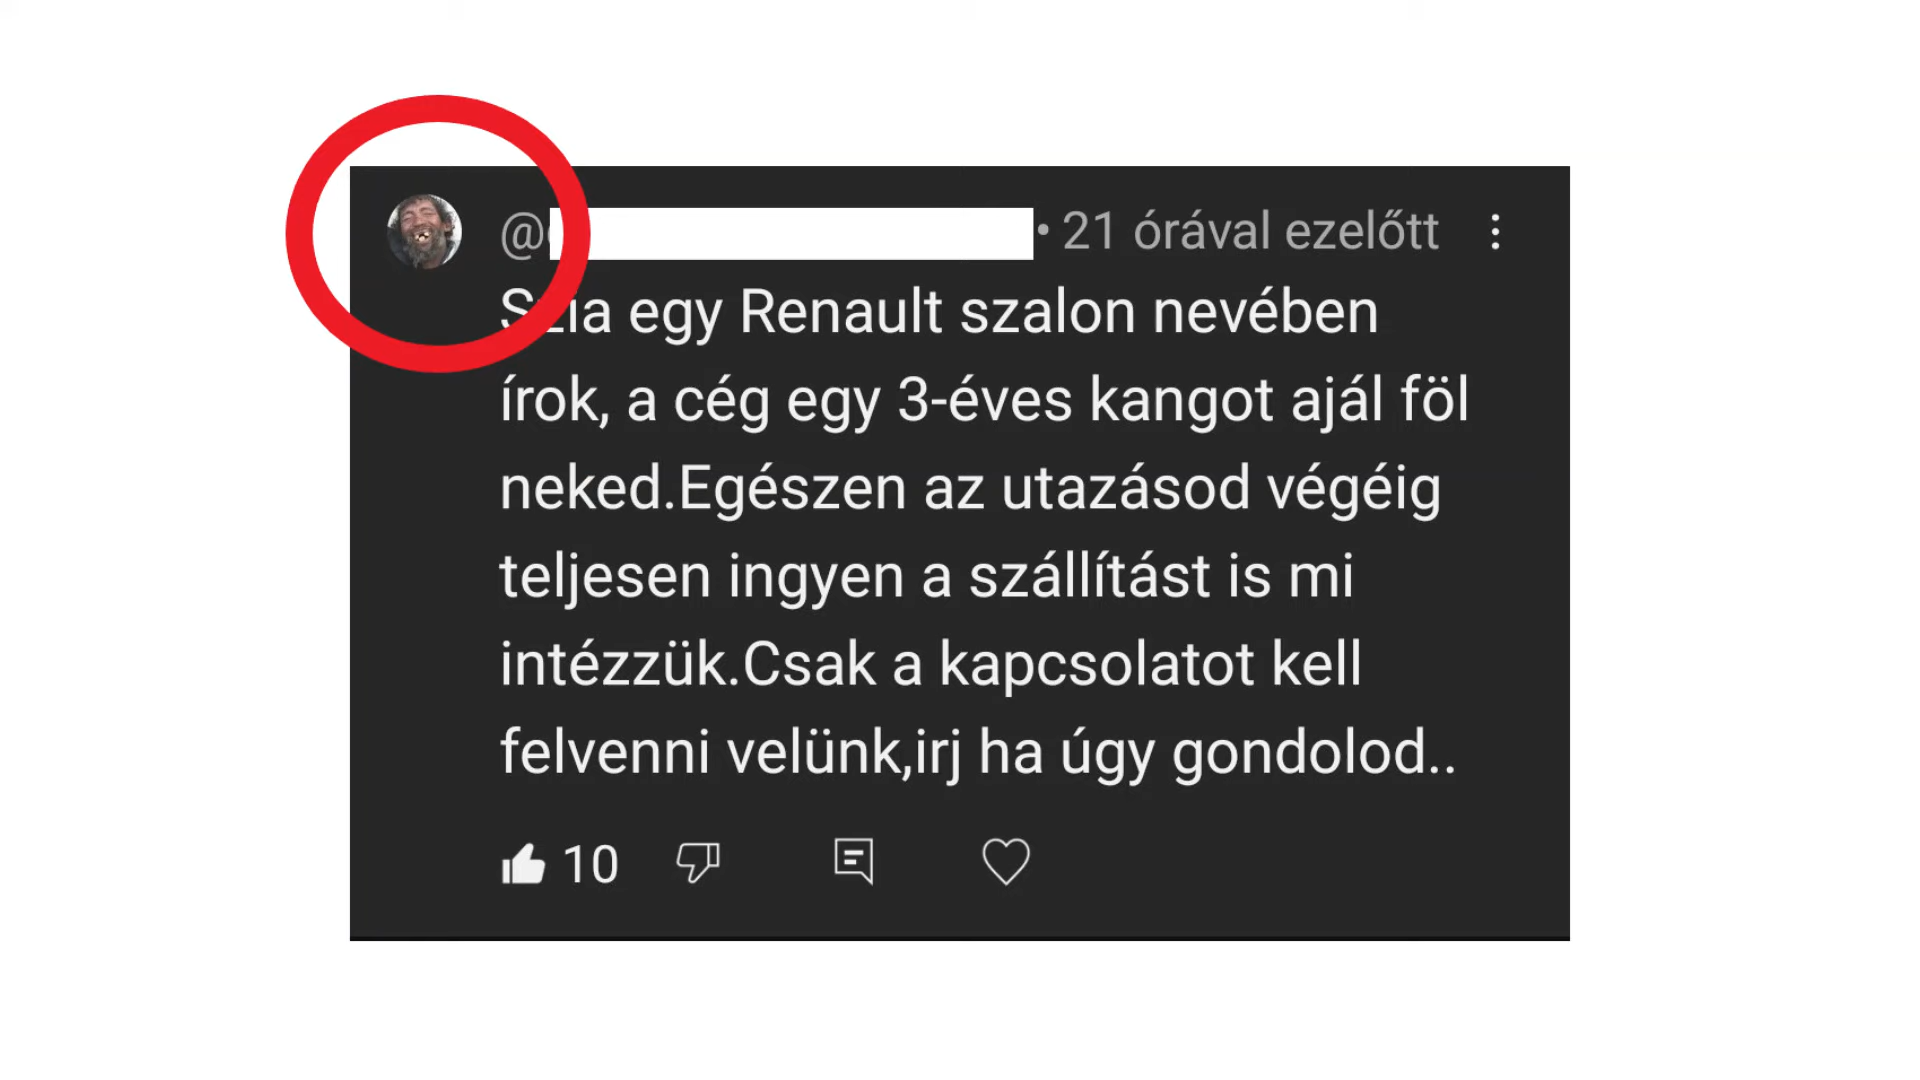 @ • 21 órával ezelőtt
Szia egy Renault szalon nevében
írok, a cég egy 3-éves kangot ajál föl
neked.Egészen az utazásod végéig
teljesen ingyen a szállítást is mi
intézzük.Csak a kapcsolatot kell
felvenni velünk,irj ha úgy gondolod..
10